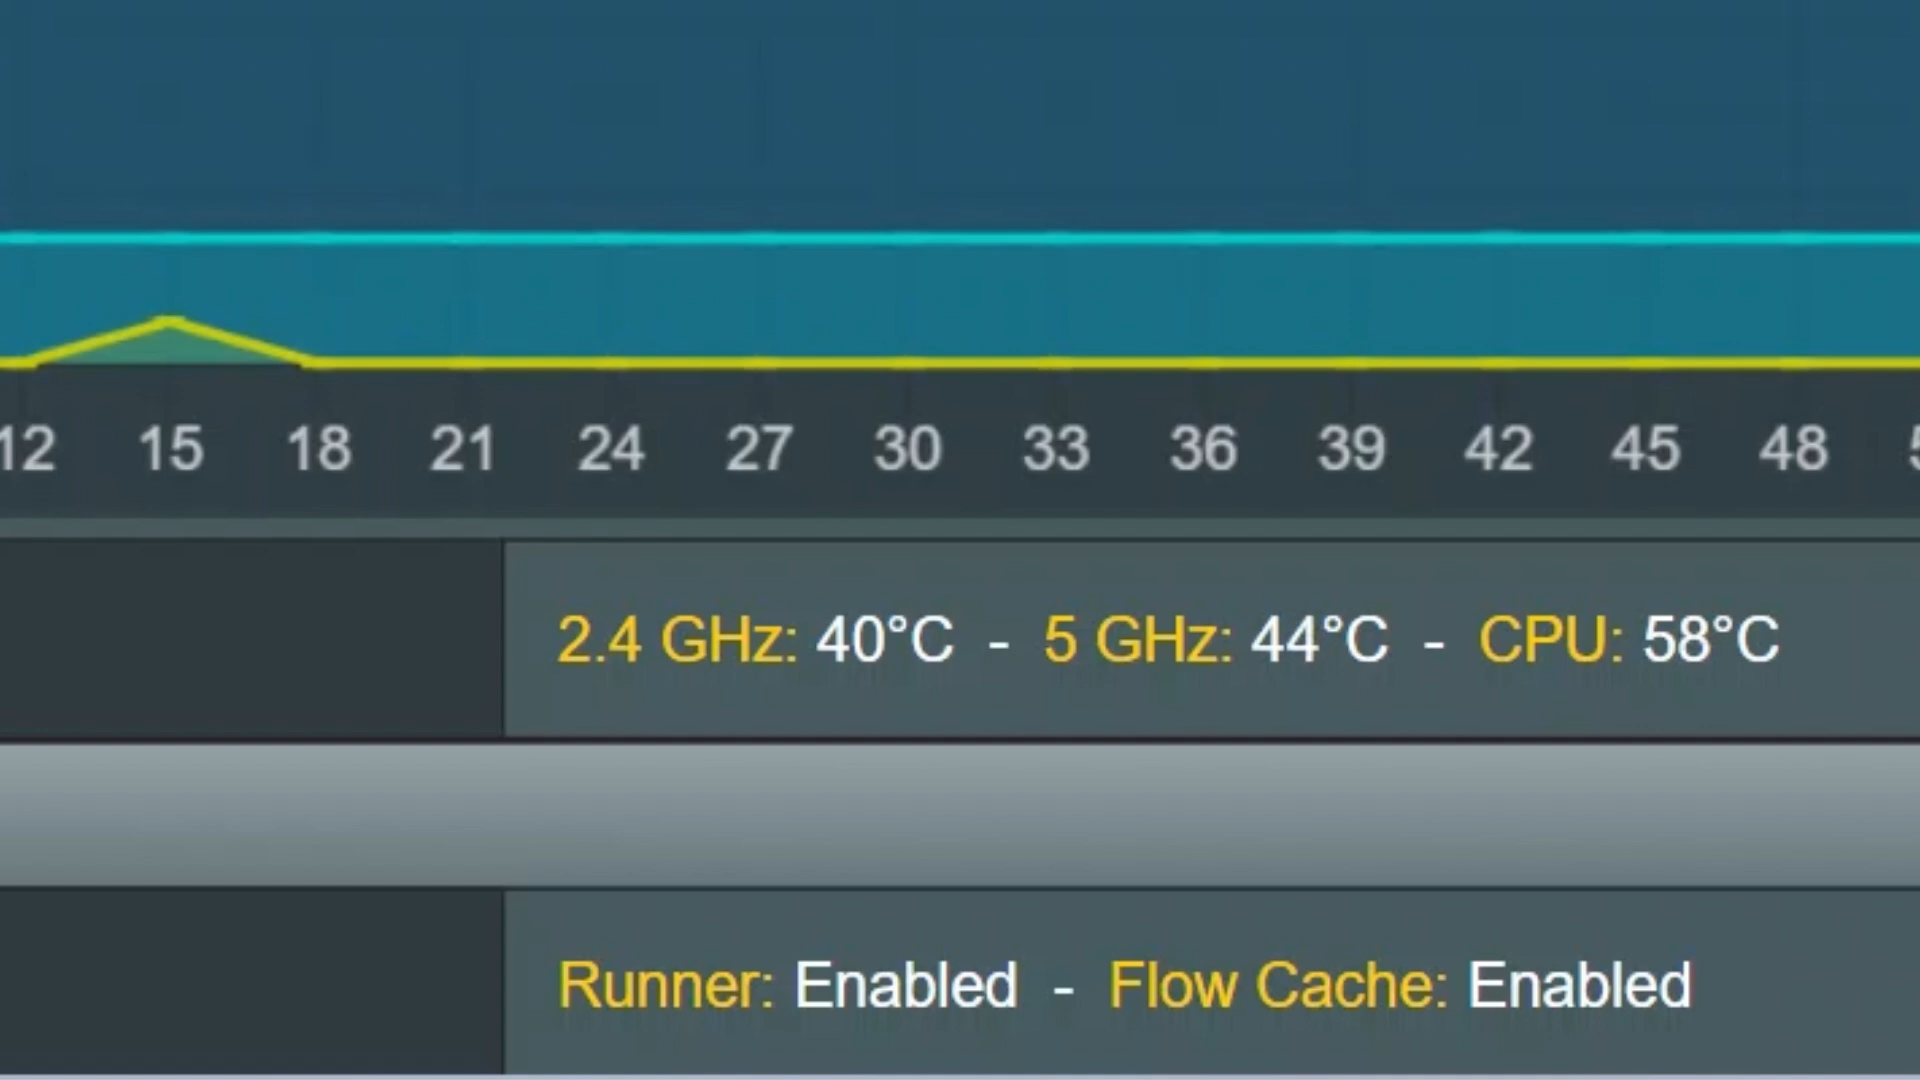 12 15 18 21 24 27 30 33 36 39 42 45 48
2.4 GHz: 40°C - 5 GHz: 44°C - CPU: 58°C
Runner: Enabled - Flow Cache: Enabled